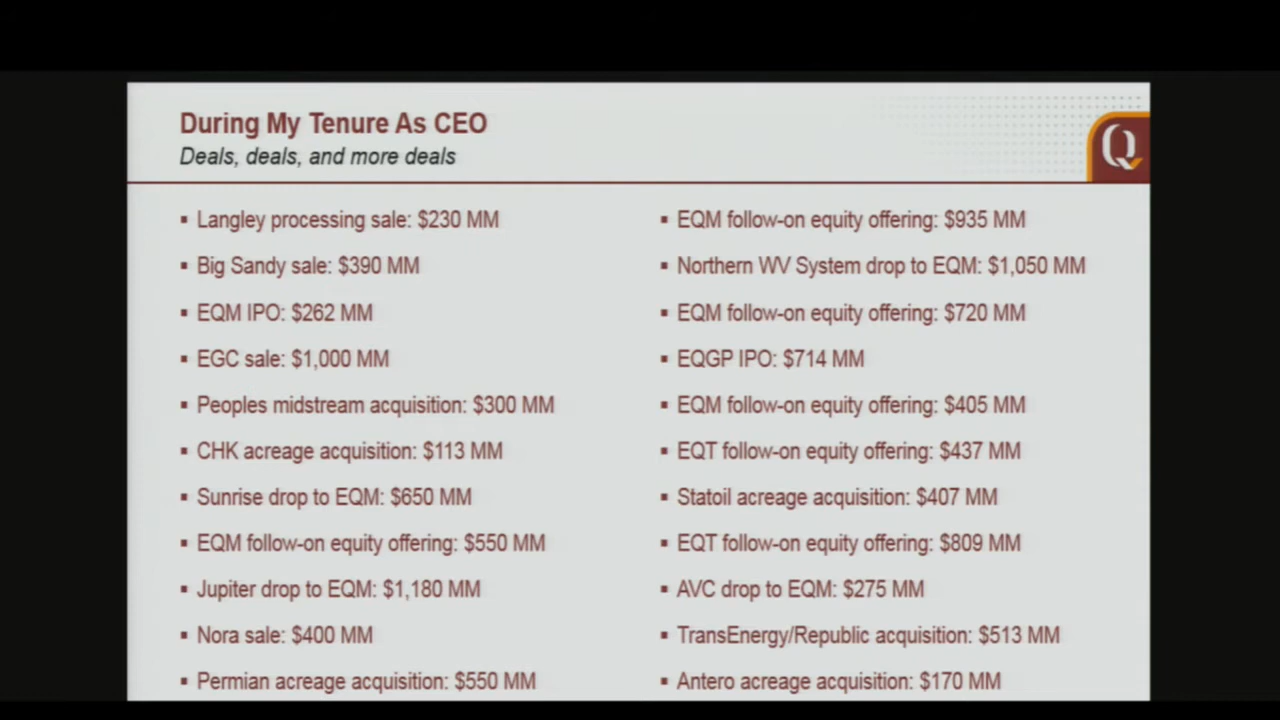 During My Tenure As CEO
Deals, deals, and more deals
Q
▪ Langley processing sale: $230 MM
▪ Big Sandy sale: $390 MM
▪ EQM IPO: $262 MM
▪ EGC sale: $1,000 MM
▪ Peoples midstream acquisition: $300 MM
▪ CHK acreage acquisition: $113 MM
▪ Sunrise drop to EQM: $650 MM
▪ EQM follow-on equity offering: $550 MM
▪ Jupiter drop to EQM: $1,180 MM
▪ Nora sale: $400 MM
▪ Permian acreage acquisition: $550 MM
▪ EQM follow-on equity offering: $935 MM
▪ Northern WV System drop to EQM: $1,050 MM
▪ EQM follow-on equity offering: $720 MM
▪ EQGP IPO: $714 MM
▪ EQM follow-on equity offering: $405 MM
▪ EQT follow-on equity offering: $437 MM
▪ Statoil acreage acquisition: $407 MM
▪ EQT follow-on equity offering: $809 MM
▪ AVC drop to EQM: $275 MM
▪ TransEnergy/Republic acquisition: $513 MM
▪ Antero acreage acquisition: $170 MM